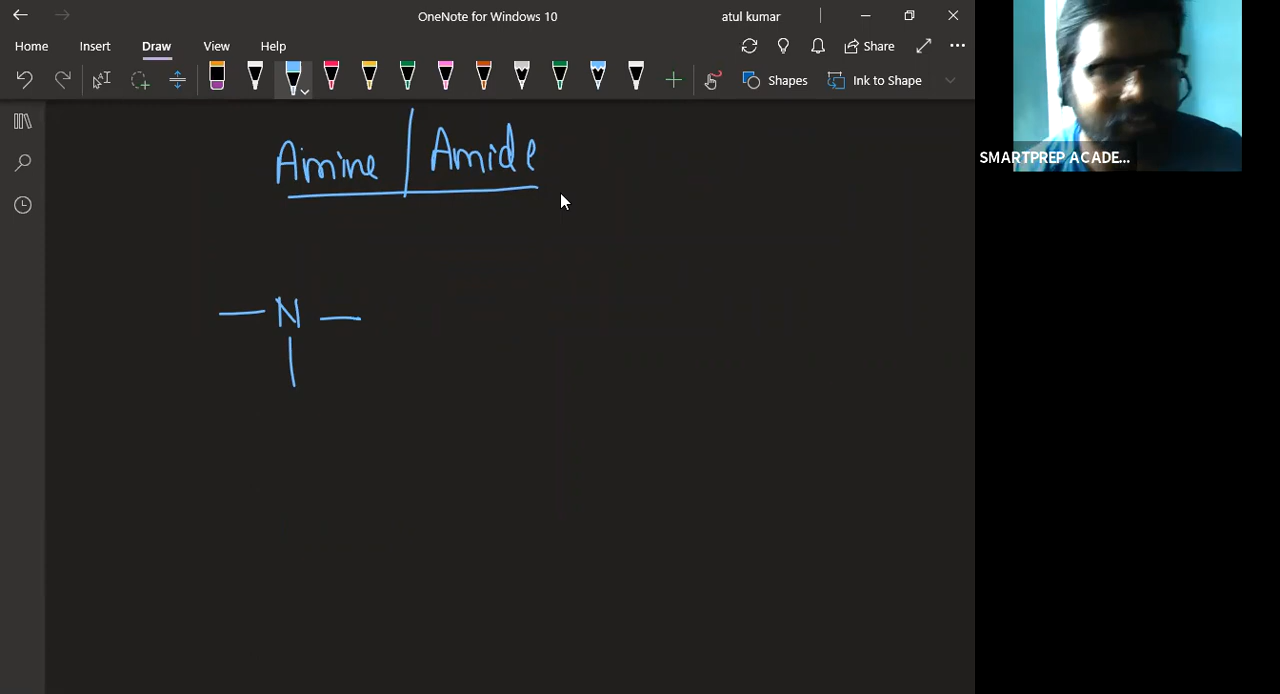 OneNote for Windows 10
atul kumar
Home Insert Draw View Help
Share
Shapes
Ink to Shape
Amine | Amide
— N —
|
SMARTPREP ACADE...